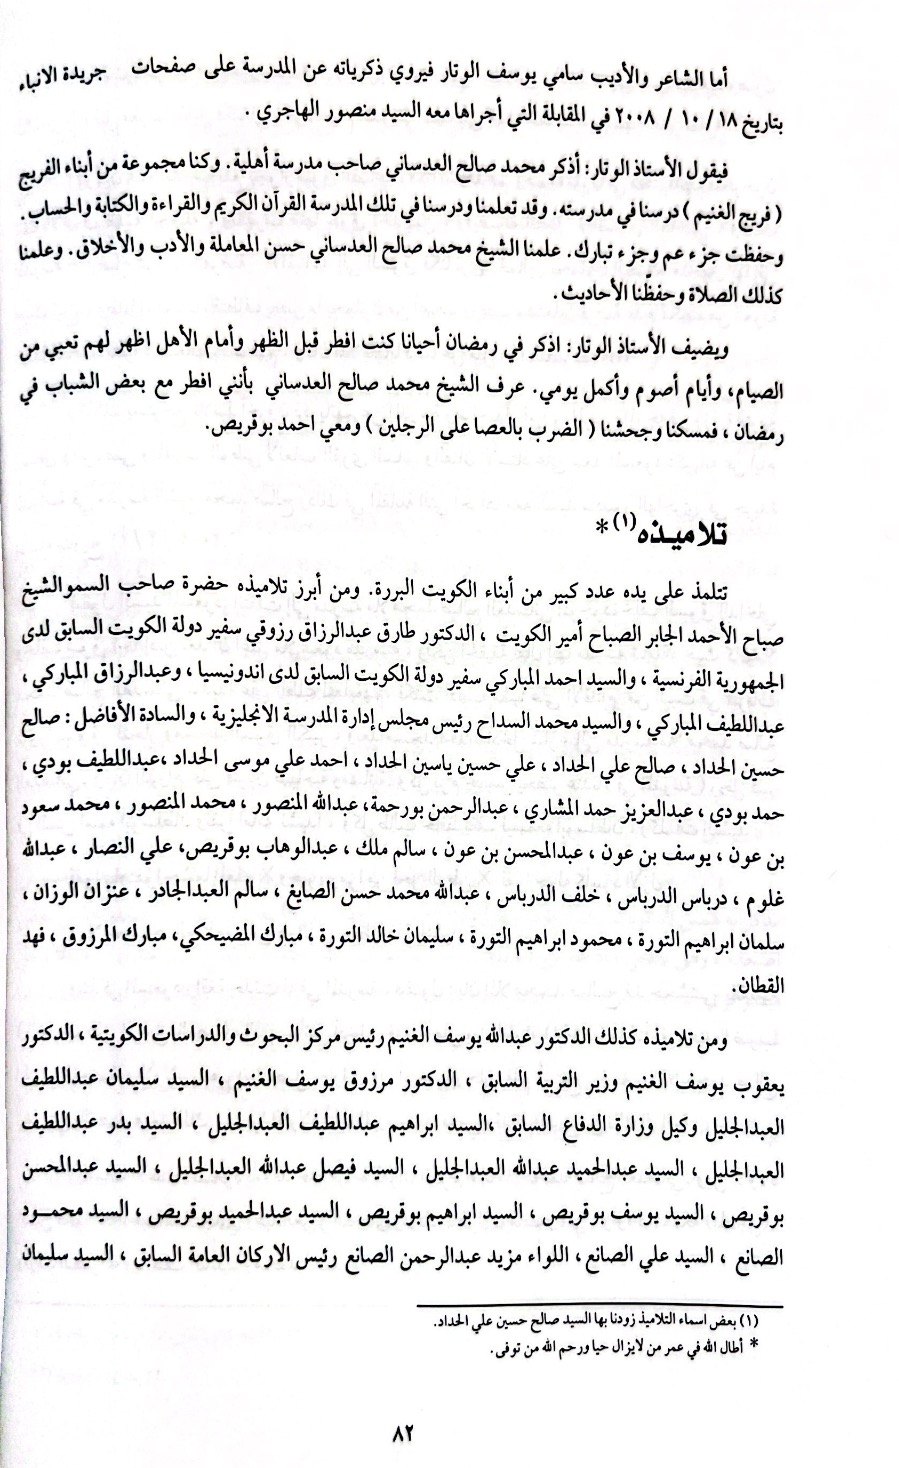 أما الشاعر والأديب سامي يوسف الوتار فيروي ذكرياته عن المدرسة على صفحات جريدة الانباء
بتاريخ ١٨/ ١٠ / ٢٠٠٨ في المقابلة التي أجراها معه السيد منصور الهاجري .
فيقول الأستاذ الوتار: أذكر محمد صالح العدساني صاحب مدرسة أهلية. وكنا مجموعة من أبناء الفريج
( فريج الغنيم ) درسنا في مدرسته. وقد تعلمنا ودرسنا في تلك المدرسة القرآن الكريم والقراءة والكتابة والحساب.
وحفظت جزء عم وجزء تبارك. علمنا الشيخ محمد صالح العدساني حسن المعاملة والأدب والأخلاق. وعلمنا
كذلك الصلاة وحفظّنا الأحاديث.
ويضيف الأستاذ الوتار: اذكر في رمضان أحيانا كنت افطر قبل الظهر وأمام الأهل اظهر لهم تعبي من
الصيام، وأيام أصوم وأكمل يومي. عرف الشيخ محمد صالح العدساني بأنني افطر مع بعض الشباب في
رمضان ، فمسكنا وجحشنا ( الضرب بالعصا على الرجلين ) ومعي احمد بوقريص.
تلاميذه(١)*
تتلمذ على يده عدد كبير من أبناء الكويت البررة. ومن أبرز تلاميذه حضرة صاحب السمو الشيخ
صباح الأحمد الجابر الصباح أمير الكويت ، الدكتور طارق عبدالرزاق رزوقي سفير دولة الكويت السابق لدى
الجمهورية الفرنسية ، والسيد احمد المباركي سفير دولة الكويت السابق لدى اندونيسيا ، وعبدالرزاق المباركي ،
عبداللطيف المباركي ، والسيد محمد السداح رئيس مجلس إدارة المدرسة الانجليزية ، والسادة الأفاضل : صالح
حسين الحداد ، صالح علي الحداد ، علي حسين ياسين الحداد ، احمد علي موسى الحداد ،عبداللطيف بودي ،
حمد بودي ، عبدالعزيز حمد المشاري ، عبدالرحمن بورحمة، عبدالله المنصور ، محمد المنصور ، محمد سعود
بن عون ، يوسف بن عون ، عبدالمحسن بن عون ، سالم ملك ، عبدالوهاب بوقريص، علي النصار ، عبدالله
غلوم ، درباس الدرباس ، خلف الدرباس ، عبدالله محمد حسن الصايغ ، سالم العبدالجادر ، عنزان الوزان ،
سلمان ابراهيم التورة ، محمود ابراهيم التورة ، سليمان خالد التورة ، مبارك المضيحكي، مبارك المرزوق ، فهد
القطان.
ومن تلاميذه كذلك الدكتور عبدالله يوسف الغنيم رئيس مركز البحوث والدراسات الكويتية ، الدكتور
يعقوب يوسف الغنيم وزير التربية السابق ، الدكتور مرزوق يوسف الغنيم ، السيد سليمان عبداللطيف
العبدالجليل وكيل وزارة الدفاع السابق ،السيد ابراهيم عبداللطيف العبدالجليل ، السيد بدر عبداللطيف
العبدالجليل ، السيد عبدالحميد عبدالله العبدالجليل ، السيد فيصل عبدالله العبدالجليل ، السيد عبدالمحسن
بوقريص ، السيد يوسف بوقريص ، السيد ابراهيم بوقريص ، السيد عبدالحميد بوقريص ، السيد محمـــود
الصانع ، السيد علي الصانع ، اللواء مزيد عبدالرحمن الصانع رئيس الاركان العامة السابق ، السيد سليمان
(١) بعض اسماء التلاميذ زودنا بها السيد صالح حسين علي الحداد.
* أطال الله في عمر من لايزال حيا ورحم الله من توفى.
٨٢